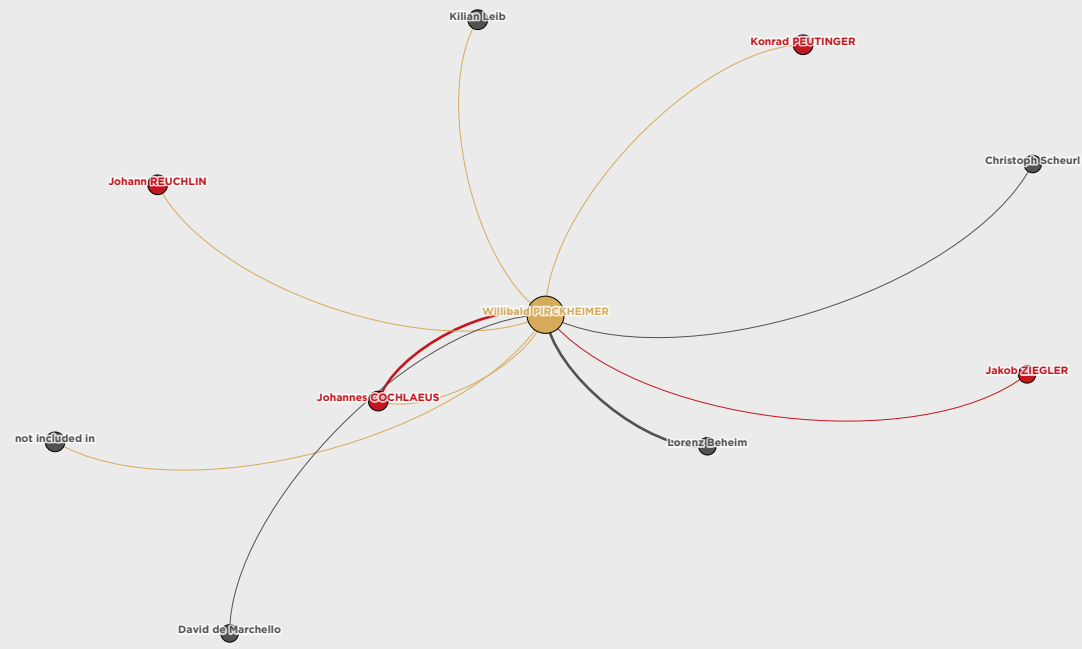 Kilian Leib
Konrad PEUTINGER
Christoph Scheurl
Johann REUCHLIN
Willibald PIRCKHEIMER
Jakob ZIEGLER
Johannes COCHLAEUS
not included in
Lorenz Beheim
David de Marchello